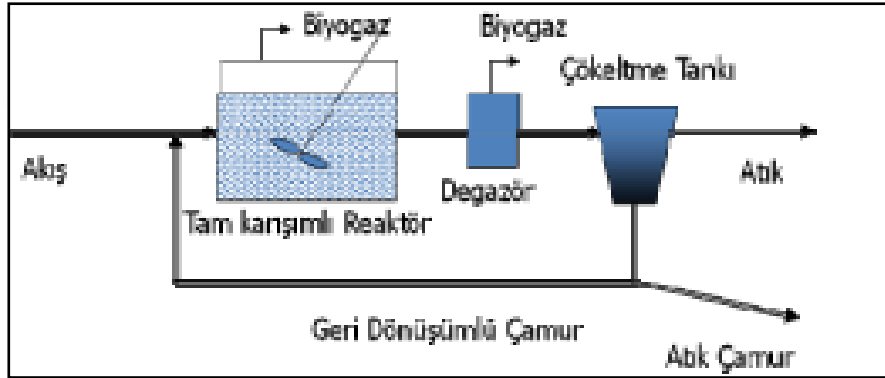 Biyogaz
Biyogaz
Çökeltme Tankı
Akış
Degazör
Atık
Tam karışımlı Reaktör
Geri Dönüşümlü Çamur
Atık Çamur